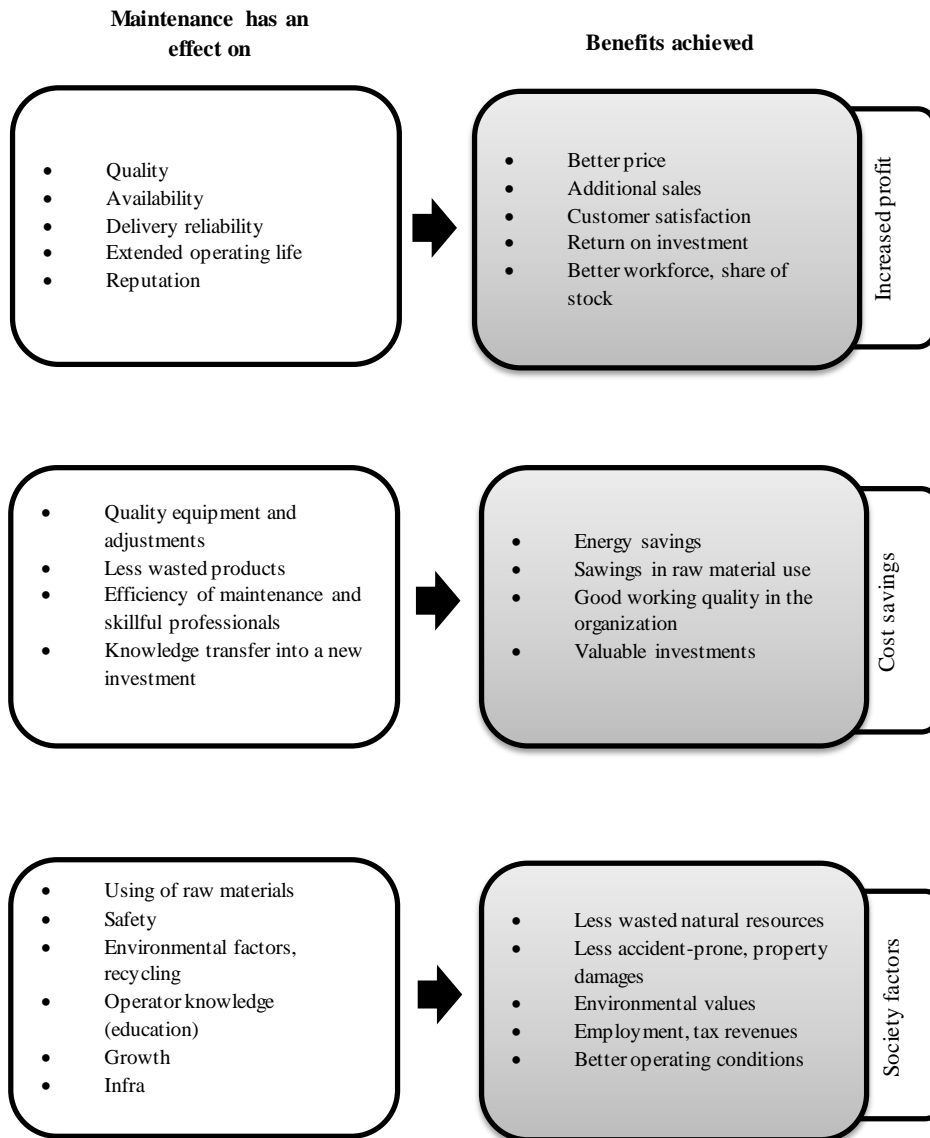 Maintenance has an
effect on
Benefits achieved
• Quality
• Availability
• Delivery reliability
• Extended operating life
• Reputation
• Better price
• Additional sales
• Customer satisfaction
• Return on investment
• Better workforce, share of
stock
Increased profit
• Quality equipment and
adjustments
• Less wasted products
• Efficiency of maintenance and
skillful professionals
• Knowledge transfer into a new
investment
• Energy savings
• Sawings in raw material use
• Good working quality in the
organization
• Valuable investments
Cost savings
• Using of raw materials
• Safety
• Environmental factors,
recycling
• Operator knowledge
(education)
• Growth
• Infra
• Less wasted natural resources
• Less accident-prone, property
damages
• Environmental values
• Employment, tax revenues
• Better operating conditions
Society factors